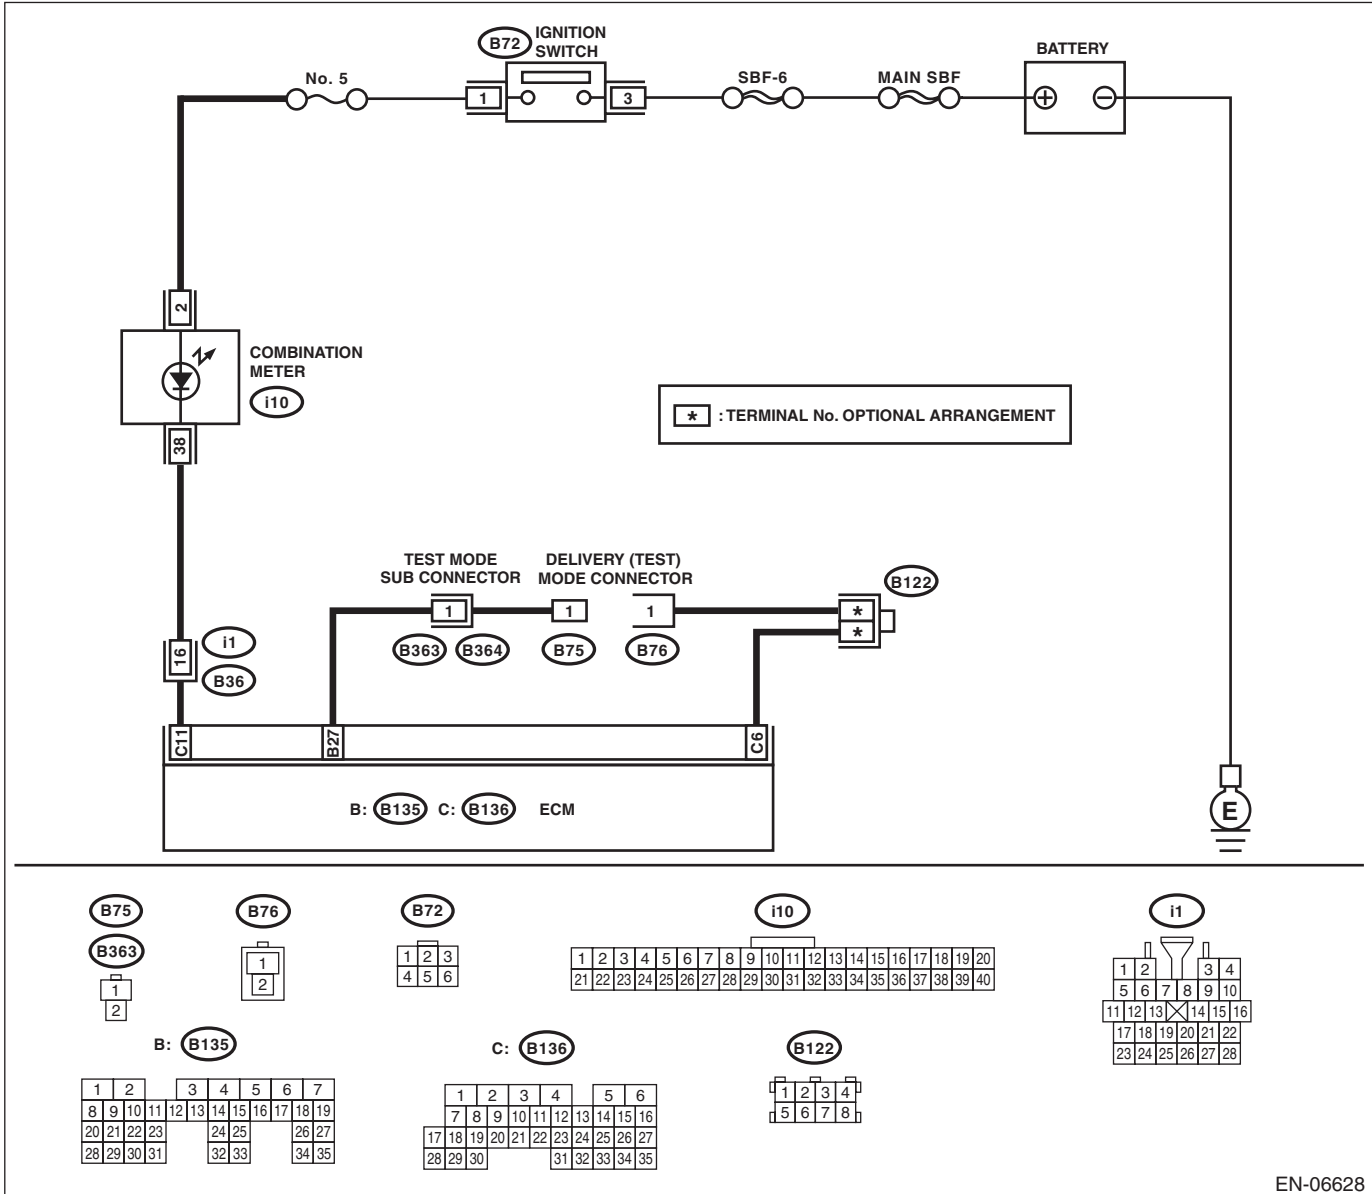 B72
IGNITION
SWITCH
No. 5
1
3
SBF-6
MAIN SBF
BATTERY
2
COMBINATION
METER
i10
38
* : TERMINAL No. OPTIONAL ARRANGEMENT
TEST MODE
SUB CONNECTOR
DELIVERY (TEST)
MODE CONNECTOR
B122
1
1
1
*
*
B363
B364
B75
B76
16
i1
B36
C11
B27
C6
B: B135 C: B136 ECM
E
B75
B363
1
2
B76
1
2
B72
1 2 3
4 5 6
i10
1 2 3 4 5 6 7 8 9 10 11 12 13 14 15 16 17 18 19 20
21 22 23 24 25 26 27 28 29 30 31 32 33 34 35 36 37 38 39 40
i1
1 2 3 4
5 6 7 8 9 10
11 12 13 14 15 16
17 18 19 20 21 22
23 24 25 26 27 28
B: B135
1 2 3 4 5 6 7
8 9 10 11 12 13 14 15 16 17 18 19
20 21 22 23 24 25 26 27
28 29 30 31 32 33 34 35
C: B136
1 2 3 4 5 6
7 8 9 10 11 12 13 14 15 16
17 18 19 20 21 22 23 24 25 26 27
28 29 30 31 32 33 34 35
B122
1 2 3 4
5 6 7 8
EN-06628